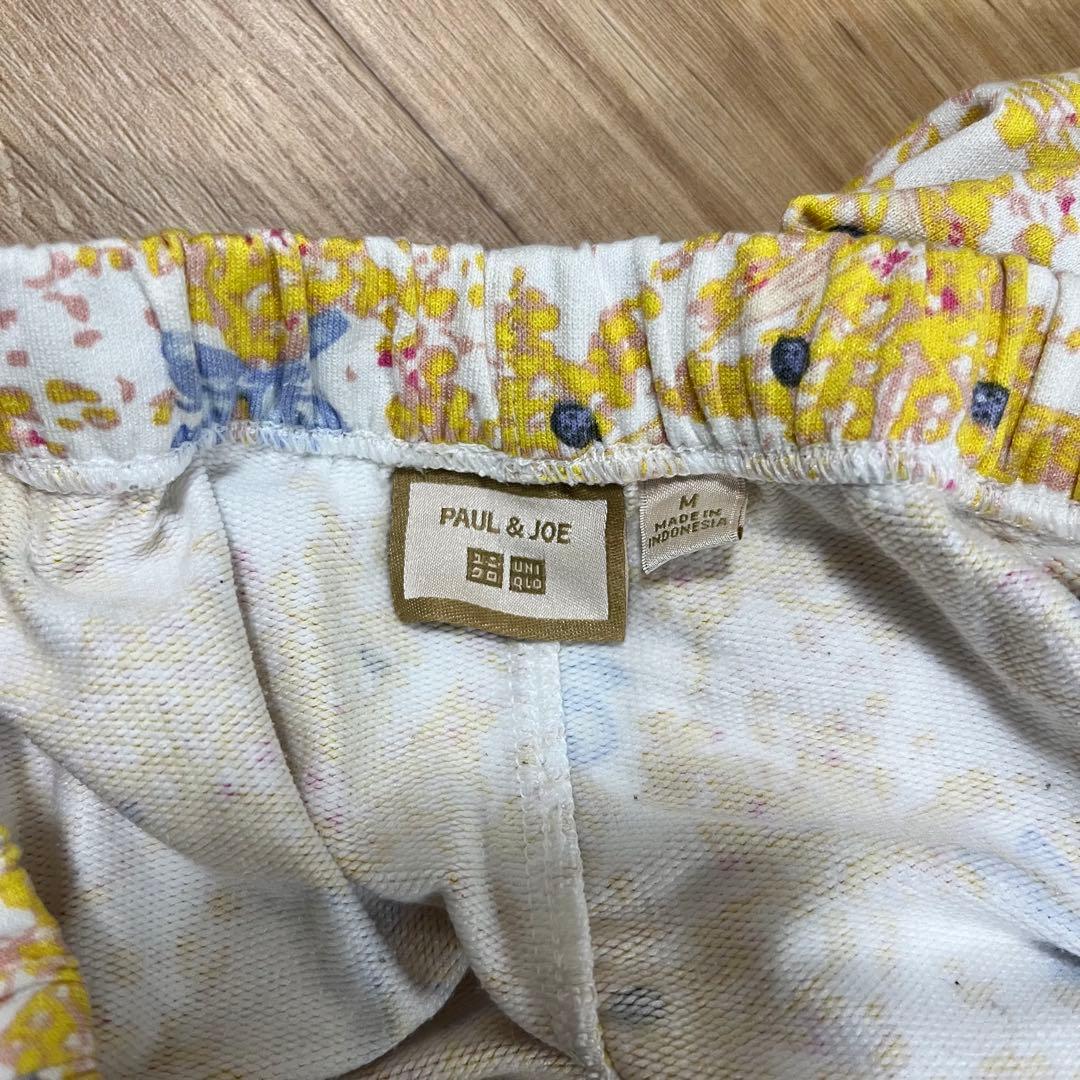 PAUL & JOE
ユニ UNI
クロ QLO
M
MADE IN
INDONESIA